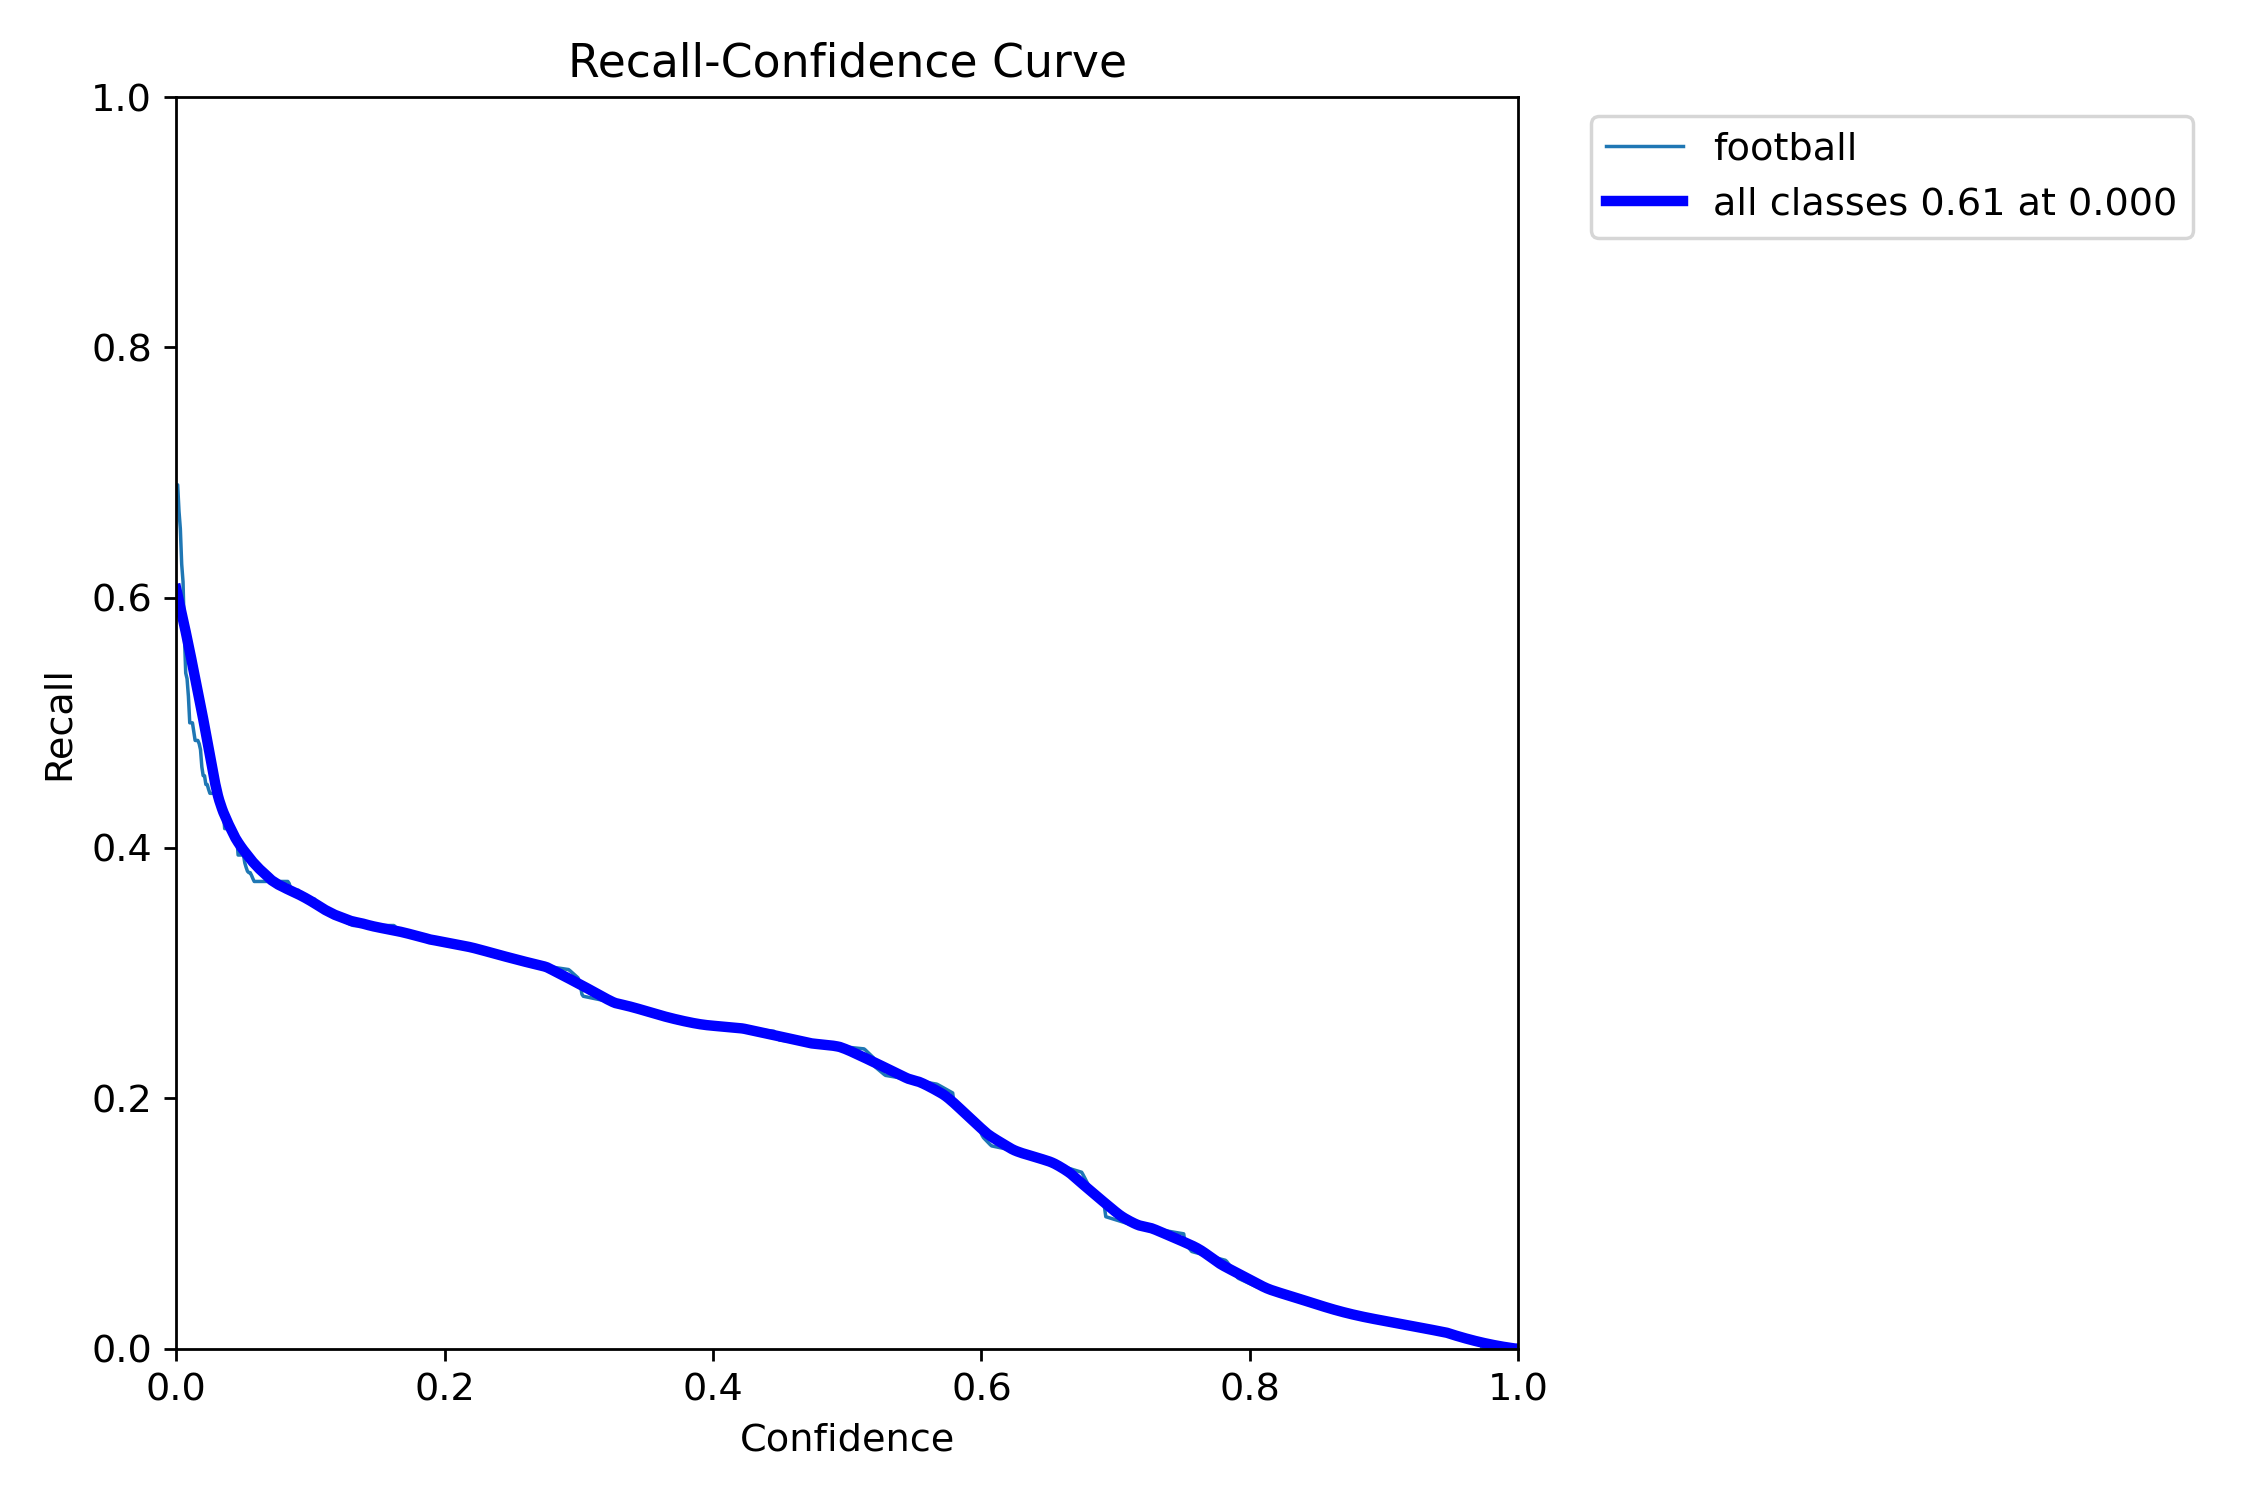 Recall-Confidence Curve
football
all classes 0.61 at 0.000
1.0
0.8
0.6
0.4
0.2
0.0
Recall
0.0 0.2 0.4 0.6 0.8 1.0
Confidence